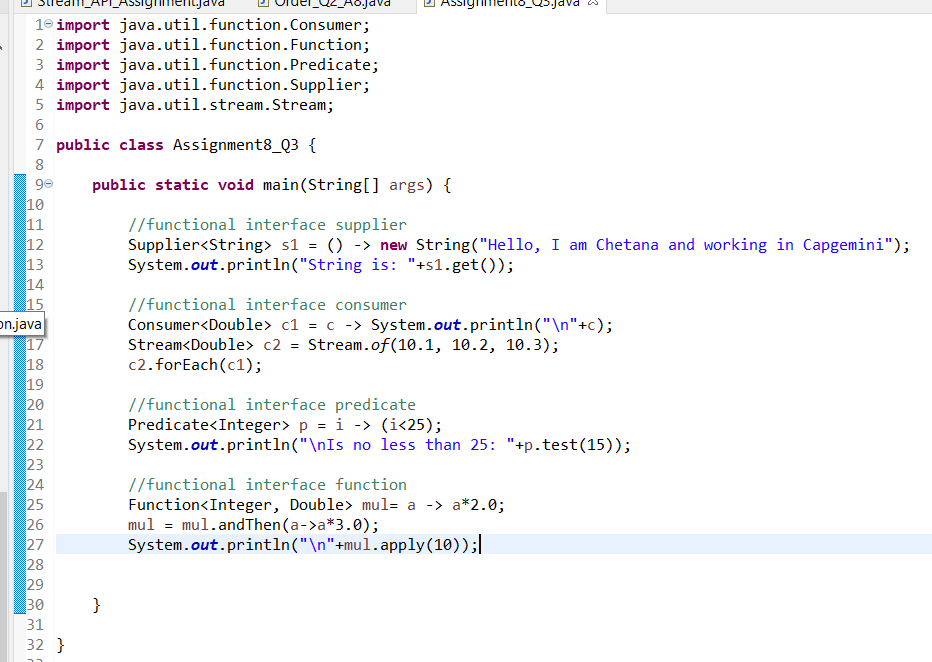 Stream_API_Assignment.java Order_Q2_A8.java Assignment8_Q3.java
1 import java.util.function.Consumer;
2 import java.util.function.Function;
3 import java.util.function.Predicate;
4 import java.util.function.Supplier;
5 import java.util.stream.Stream;
6
7 public class Assignment8_Q3 {
8
9     public static void main(String[] args) {
10
11         //functional interface supplier
12         Supplier<String> s1 = () -> new String("Hello, I am Chetana and working in Capgemini");
13         System.out.println("String is: "+s1.get());
14
15         //functional interface consumer
on.java         Consumer<Double> c1 = c -> System.out.println("\n"+c);
17         Stream<Double> c2 = Stream.of(10.1, 10.2, 10.3);
18         c2.forEach(c1);
19
20         //functional interface predicate
21         Predicate<Integer> p = i -> (i<25);
22         System.out.println("\nIs no less than 25: "+p.test(15));
23
24         //functional interface function
25         Function<Integer, Double> mul= a -> a*2.0;
26         mul = mul.andThen(a->a*3.0);
27         System.out.println("\n"+mul.apply(10));
28
29
30     }
31
32 }